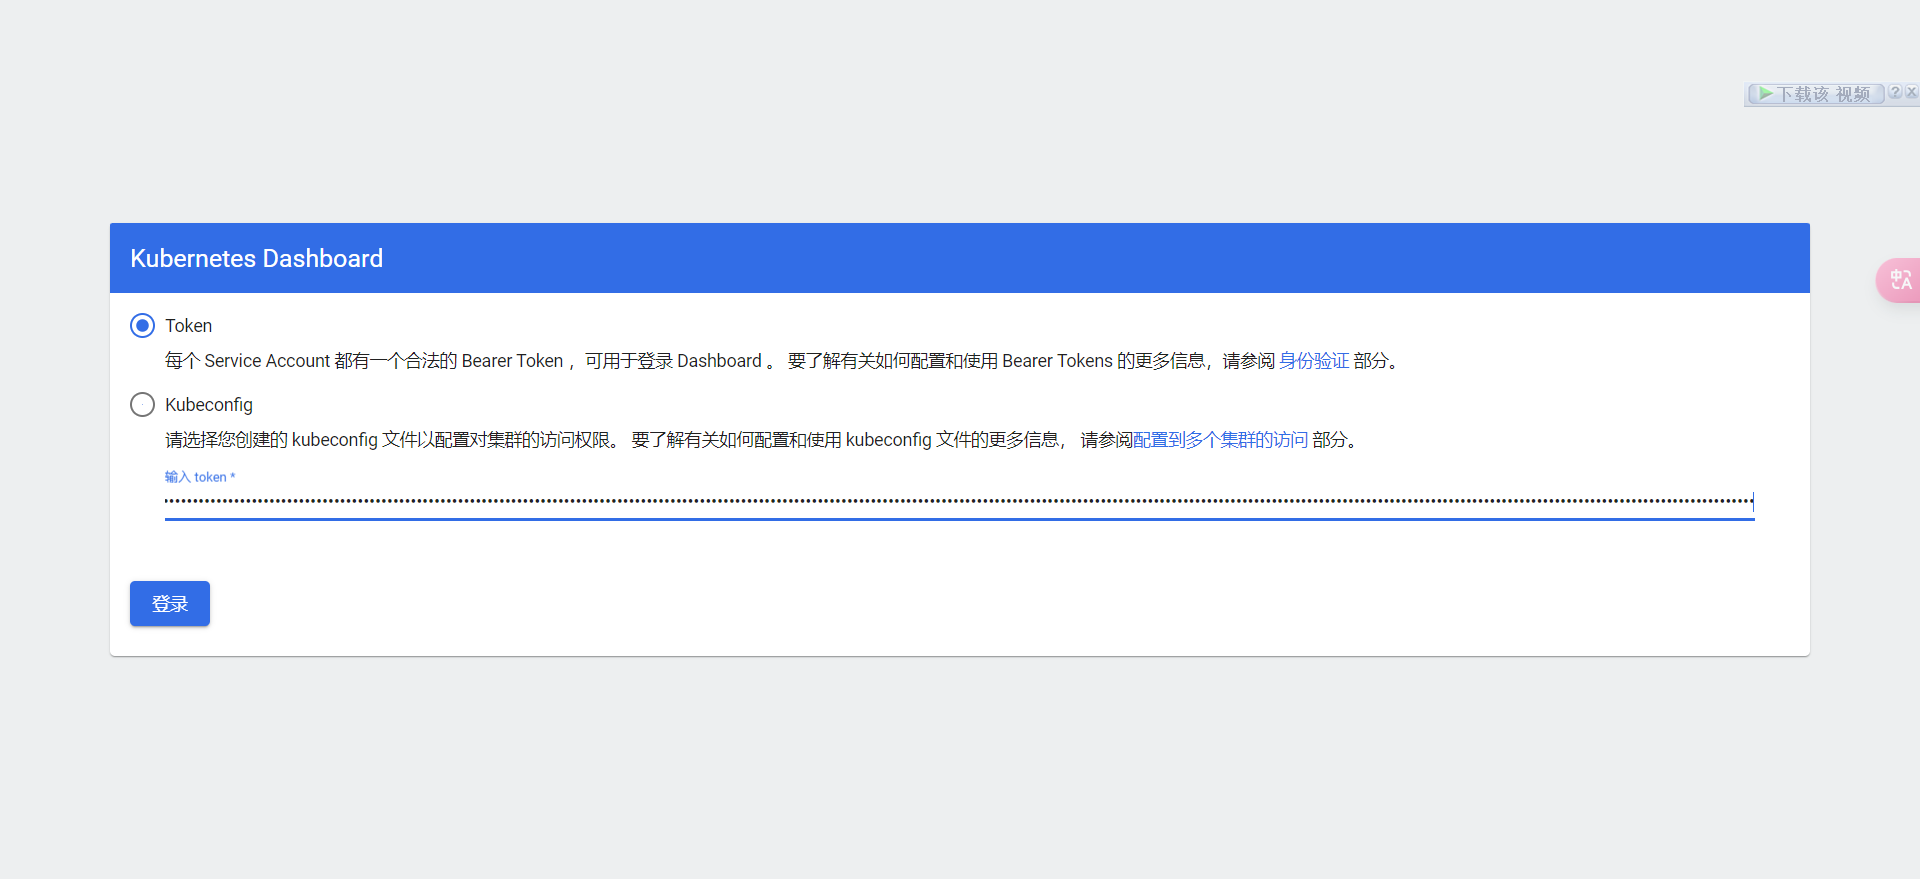 下载该 视频
Kubernetes Dashboard
Token
每个 Service Account 都有一个合法的 Bearer Token ，可用于登录 Dashboard 。 要了解有关如何配置和使用 Bearer Tokens 的更多信息，请参阅 身份验证 部分。
Kubeconfig
请选择您创建的 kubeconfig 文件以配置对集群的访问权限。 要了解有关如何配置和使用 kubeconfig 文件的更多信息， 请参阅配置到多个集群的访问 部分。
输入 token *
登录